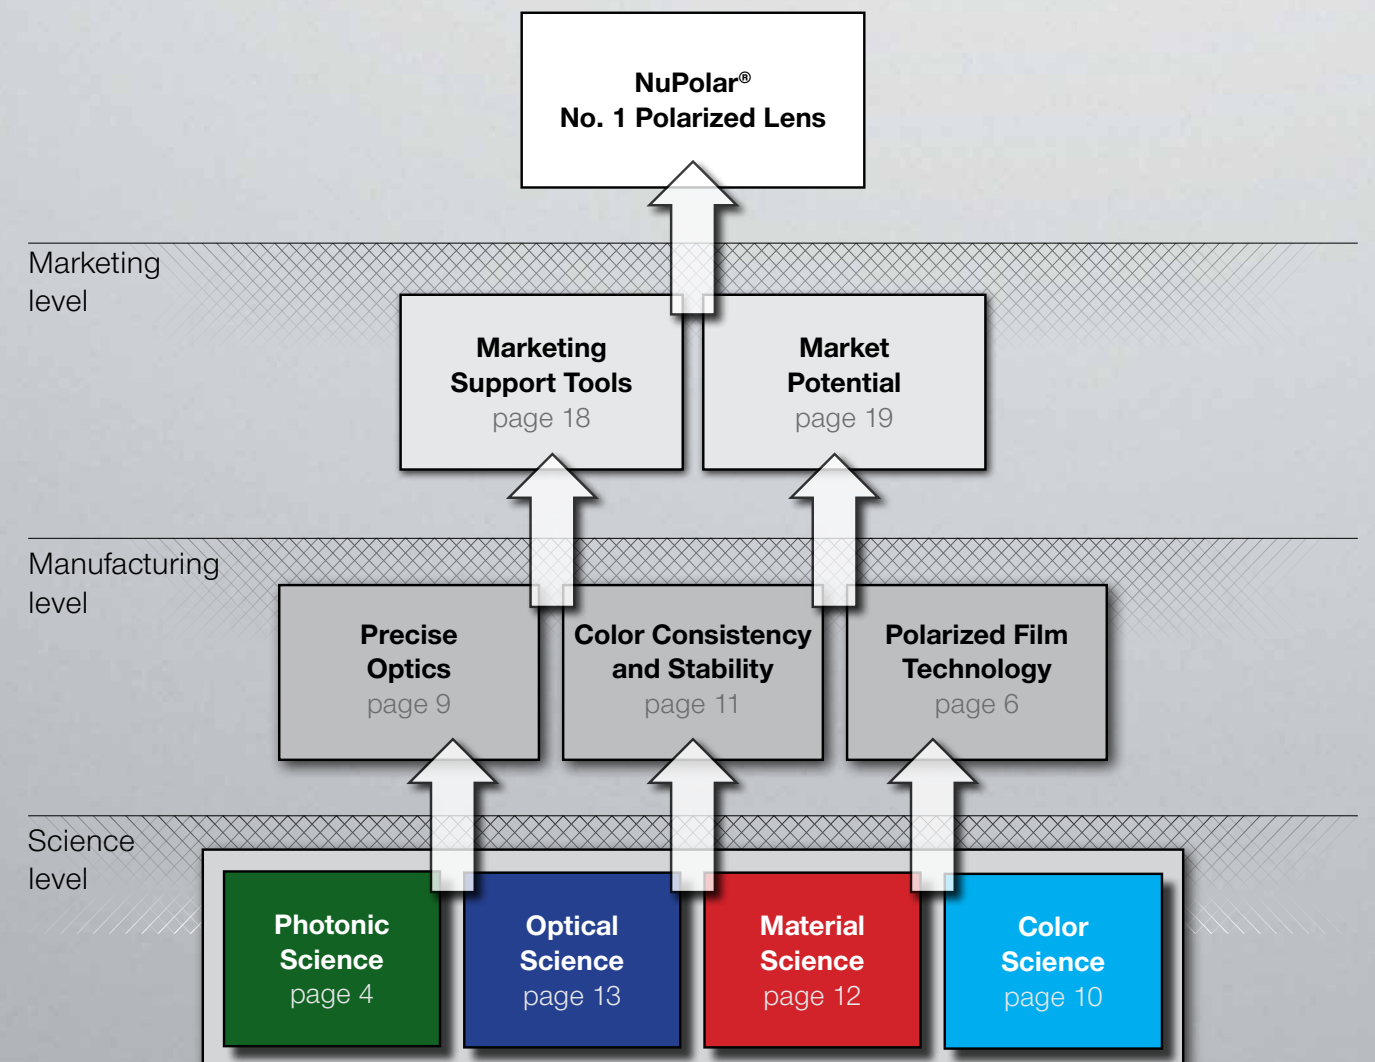 NuPolar®
No. 1 Polarized Lens
Marketing
level
Marketing
Support Tools
page 18
Market
Potential
page 19
Manufacturing
level
Precise
Optics
page 9
Color Consistency
and Stability
page 11
Polarized Film
Technology
page 6
Science
level
Photonic
Science
page 4
Optical
Science
page 13
Material
Science
page 12
Color
Science
page 10